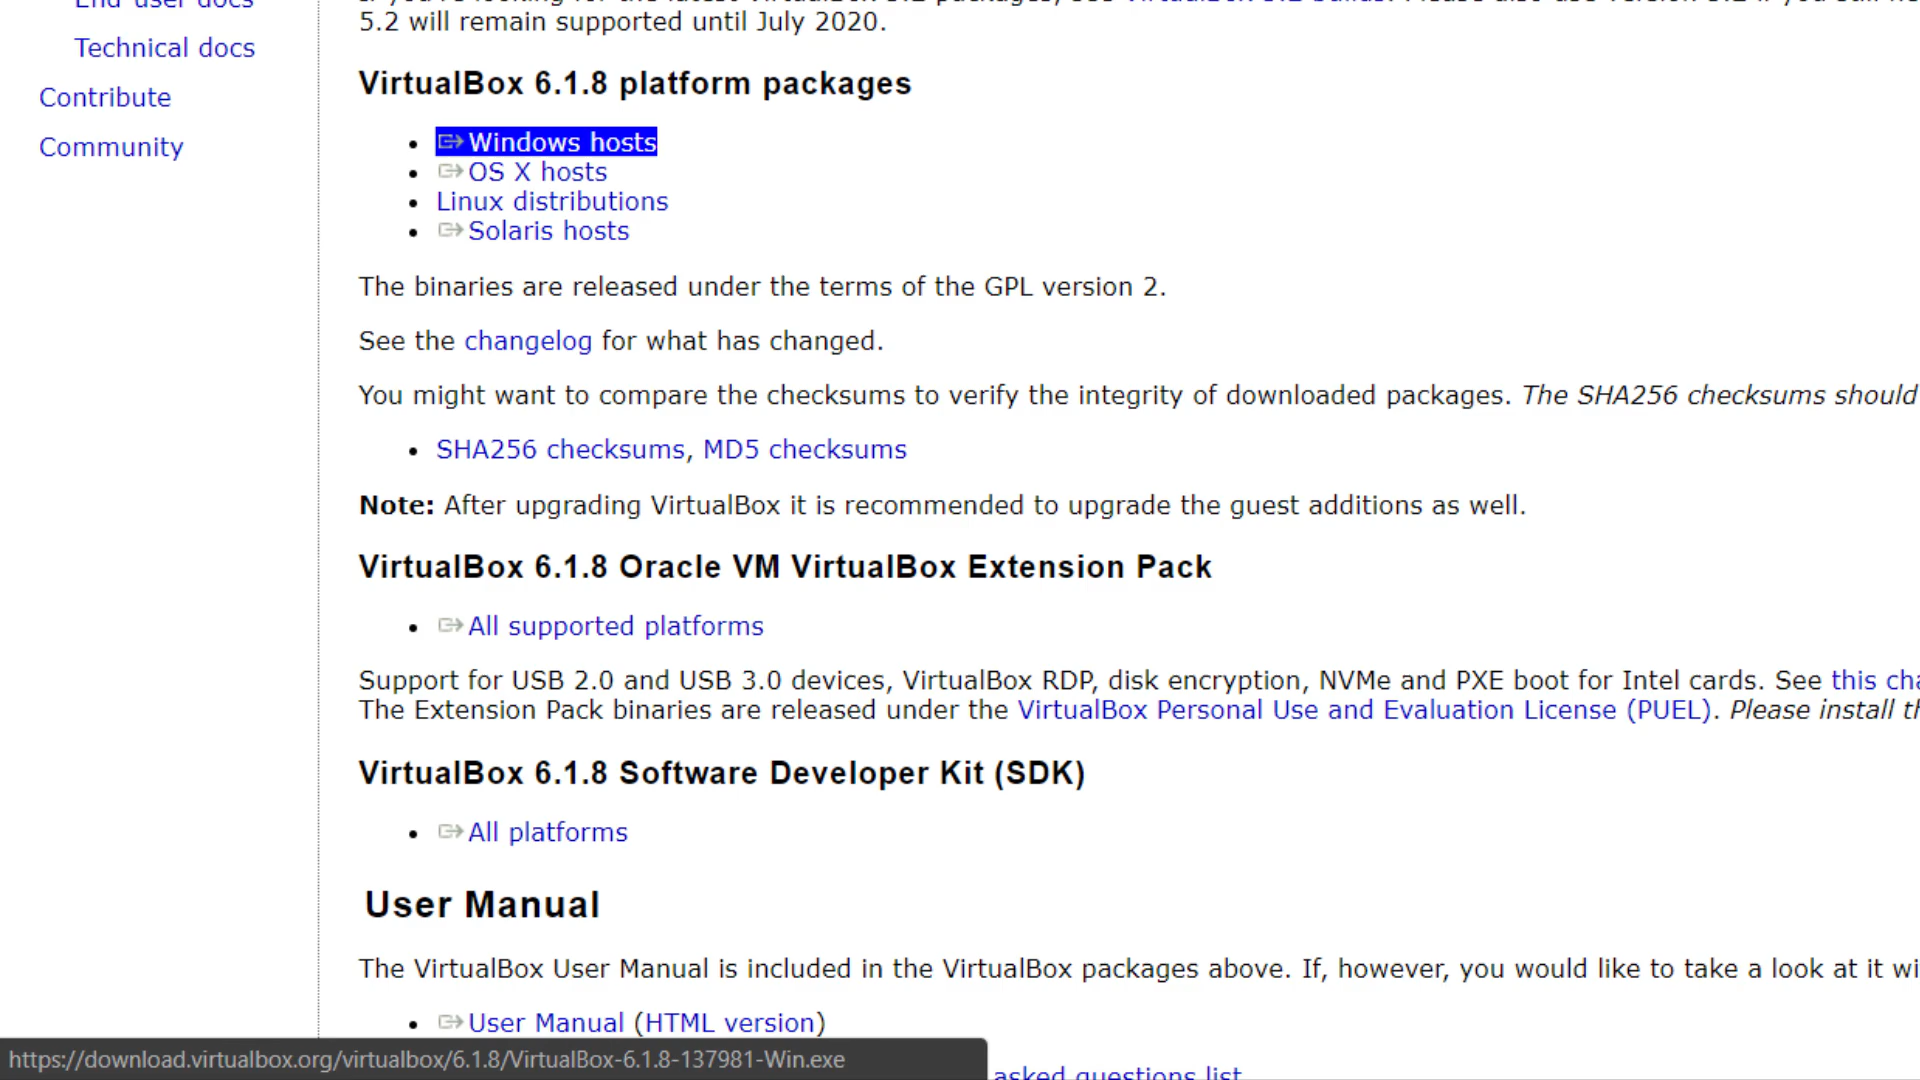 End-user docs
5.2 will remain supported until July 2020.
Technical docs
VirtualBox 6.1.8 platform packages
Contribute
Windows hosts
Community
OS X hosts
Linux distributions
Solaris hosts
The binaries are released under the terms of the GPL version 2.
See the changelog for what has changed.
You might want to compare the checksums to verify the integrity of downloaded packages. The SHA256 checksums should
SHA256 checksums, MD5 checksums
Note: After upgrading VirtualBox it is recommended to upgrade the guest additions as well.
VirtualBox 6.1.8 Oracle VM VirtualBox Extension Pack
All supported platforms
Support for USB 2.0 and USB 3.0 devices, VirtualBox RDP, disk encryption, NVMe and PXE boot for Intel cards. See this cha
The Extension Pack binaries are released under the VirtualBox Personal Use and Evaluation License (PUEL). Please install th
VirtualBox 6.1.8 Software Developer Kit (SDK)
All platforms
User Manual
The VirtualBox User Manual is included in the VirtualBox packages above. If, however, you would like to take a look at it wi
User Manual (HTML version)
https://download.virtualbox.org/virtualbox/6.1.8/VirtualBox-6.1.8-137981-Win.exe
asked questions list